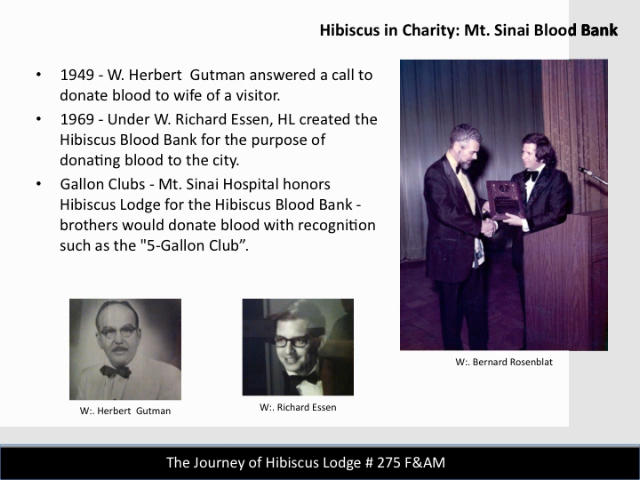 Hibiscus in Charity: Mt. Sinai Blood Bank
• 1949 - W. Herbert  Gutman answered a call to
donate blood to wife of a visitor.
• 1969 - Under W. Richard Essen, HL created the
Hibiscus Blood Bank for the purpose of
donating blood to the city.
• Gallon Clubs - Mt. Sinai Hospital honors
Hibiscus Lodge for the Hibiscus Blood Bank -
brothers would donate blood with recognition
such as the "5-Gallon Club”.
W:. Bernard Rosenblat
W:. Herbert  Gutman
W:. Richard Essen
The Journey of Hibiscus Lodge # 275 F&AM